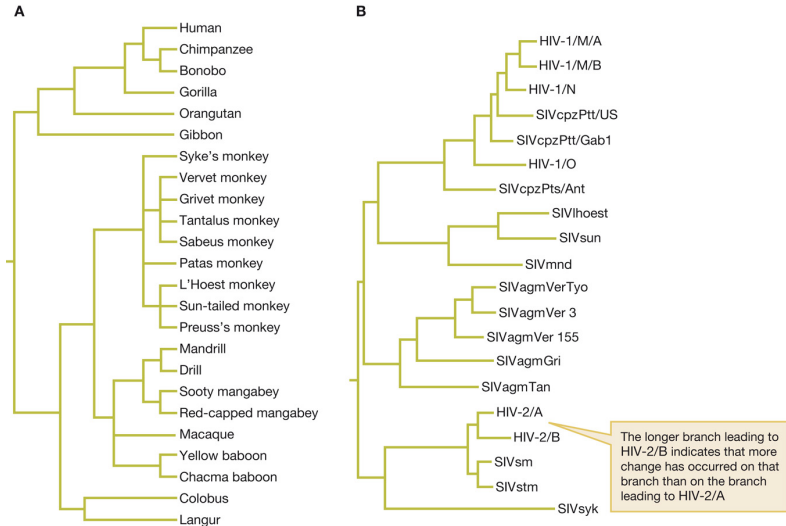 A
Human
Chimpanzee
Bonobo
Gorilla
Orangutan
Gibbon
Syke's monkey
Vervet monkey
Grivet monkey
Tantalus monkey
Sabeus monkey
Patas monkey
L'Hoest monkey
Sun-tailed monkey
Preuss's monkey
Mandrill
Drill
Sooty mangabey
Red-capped mangabey
Macaque
Yellow baboon
Chacma baboon
Colobus
Langur
B
HIV-1/M/A
HIV-1/M/B
HIV-1/N
SIVcpzPtt/US
SIVcpzPtt/Gab1
HIV-1/O
SIVcpzPts/Ant
SIVlhoest
SIVsun
SIVmnd
SIVagmVerTyo
SIVagmVer 3
SIVagmVer 155
SIVagmGri
SIVagmTan
HIV-2/A
HIV-2/B
SIVsm
SIVstm
SIVsyk
The longer branch leading to
HIV-2/B indicates that more
change has occurred on that
branch than on the branch
leading to HIV-2/A